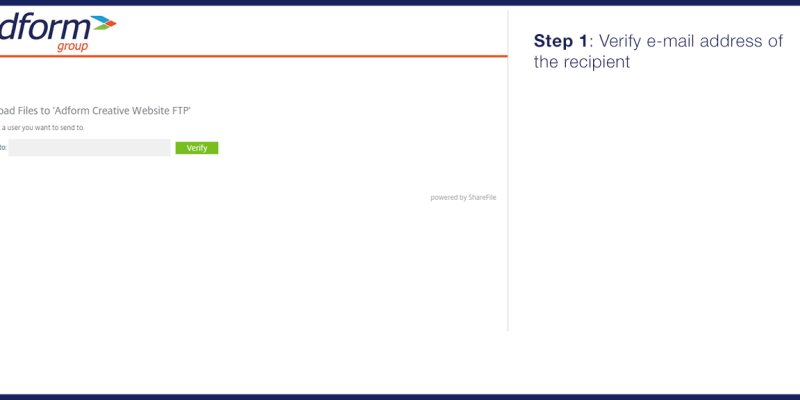 dform
group
oad Files to 'Adform Creative Website FTP'
a user you want to send to.
to:
Verify
powered by ShareFile
Step 1: Verify e-mail address of
the recipient